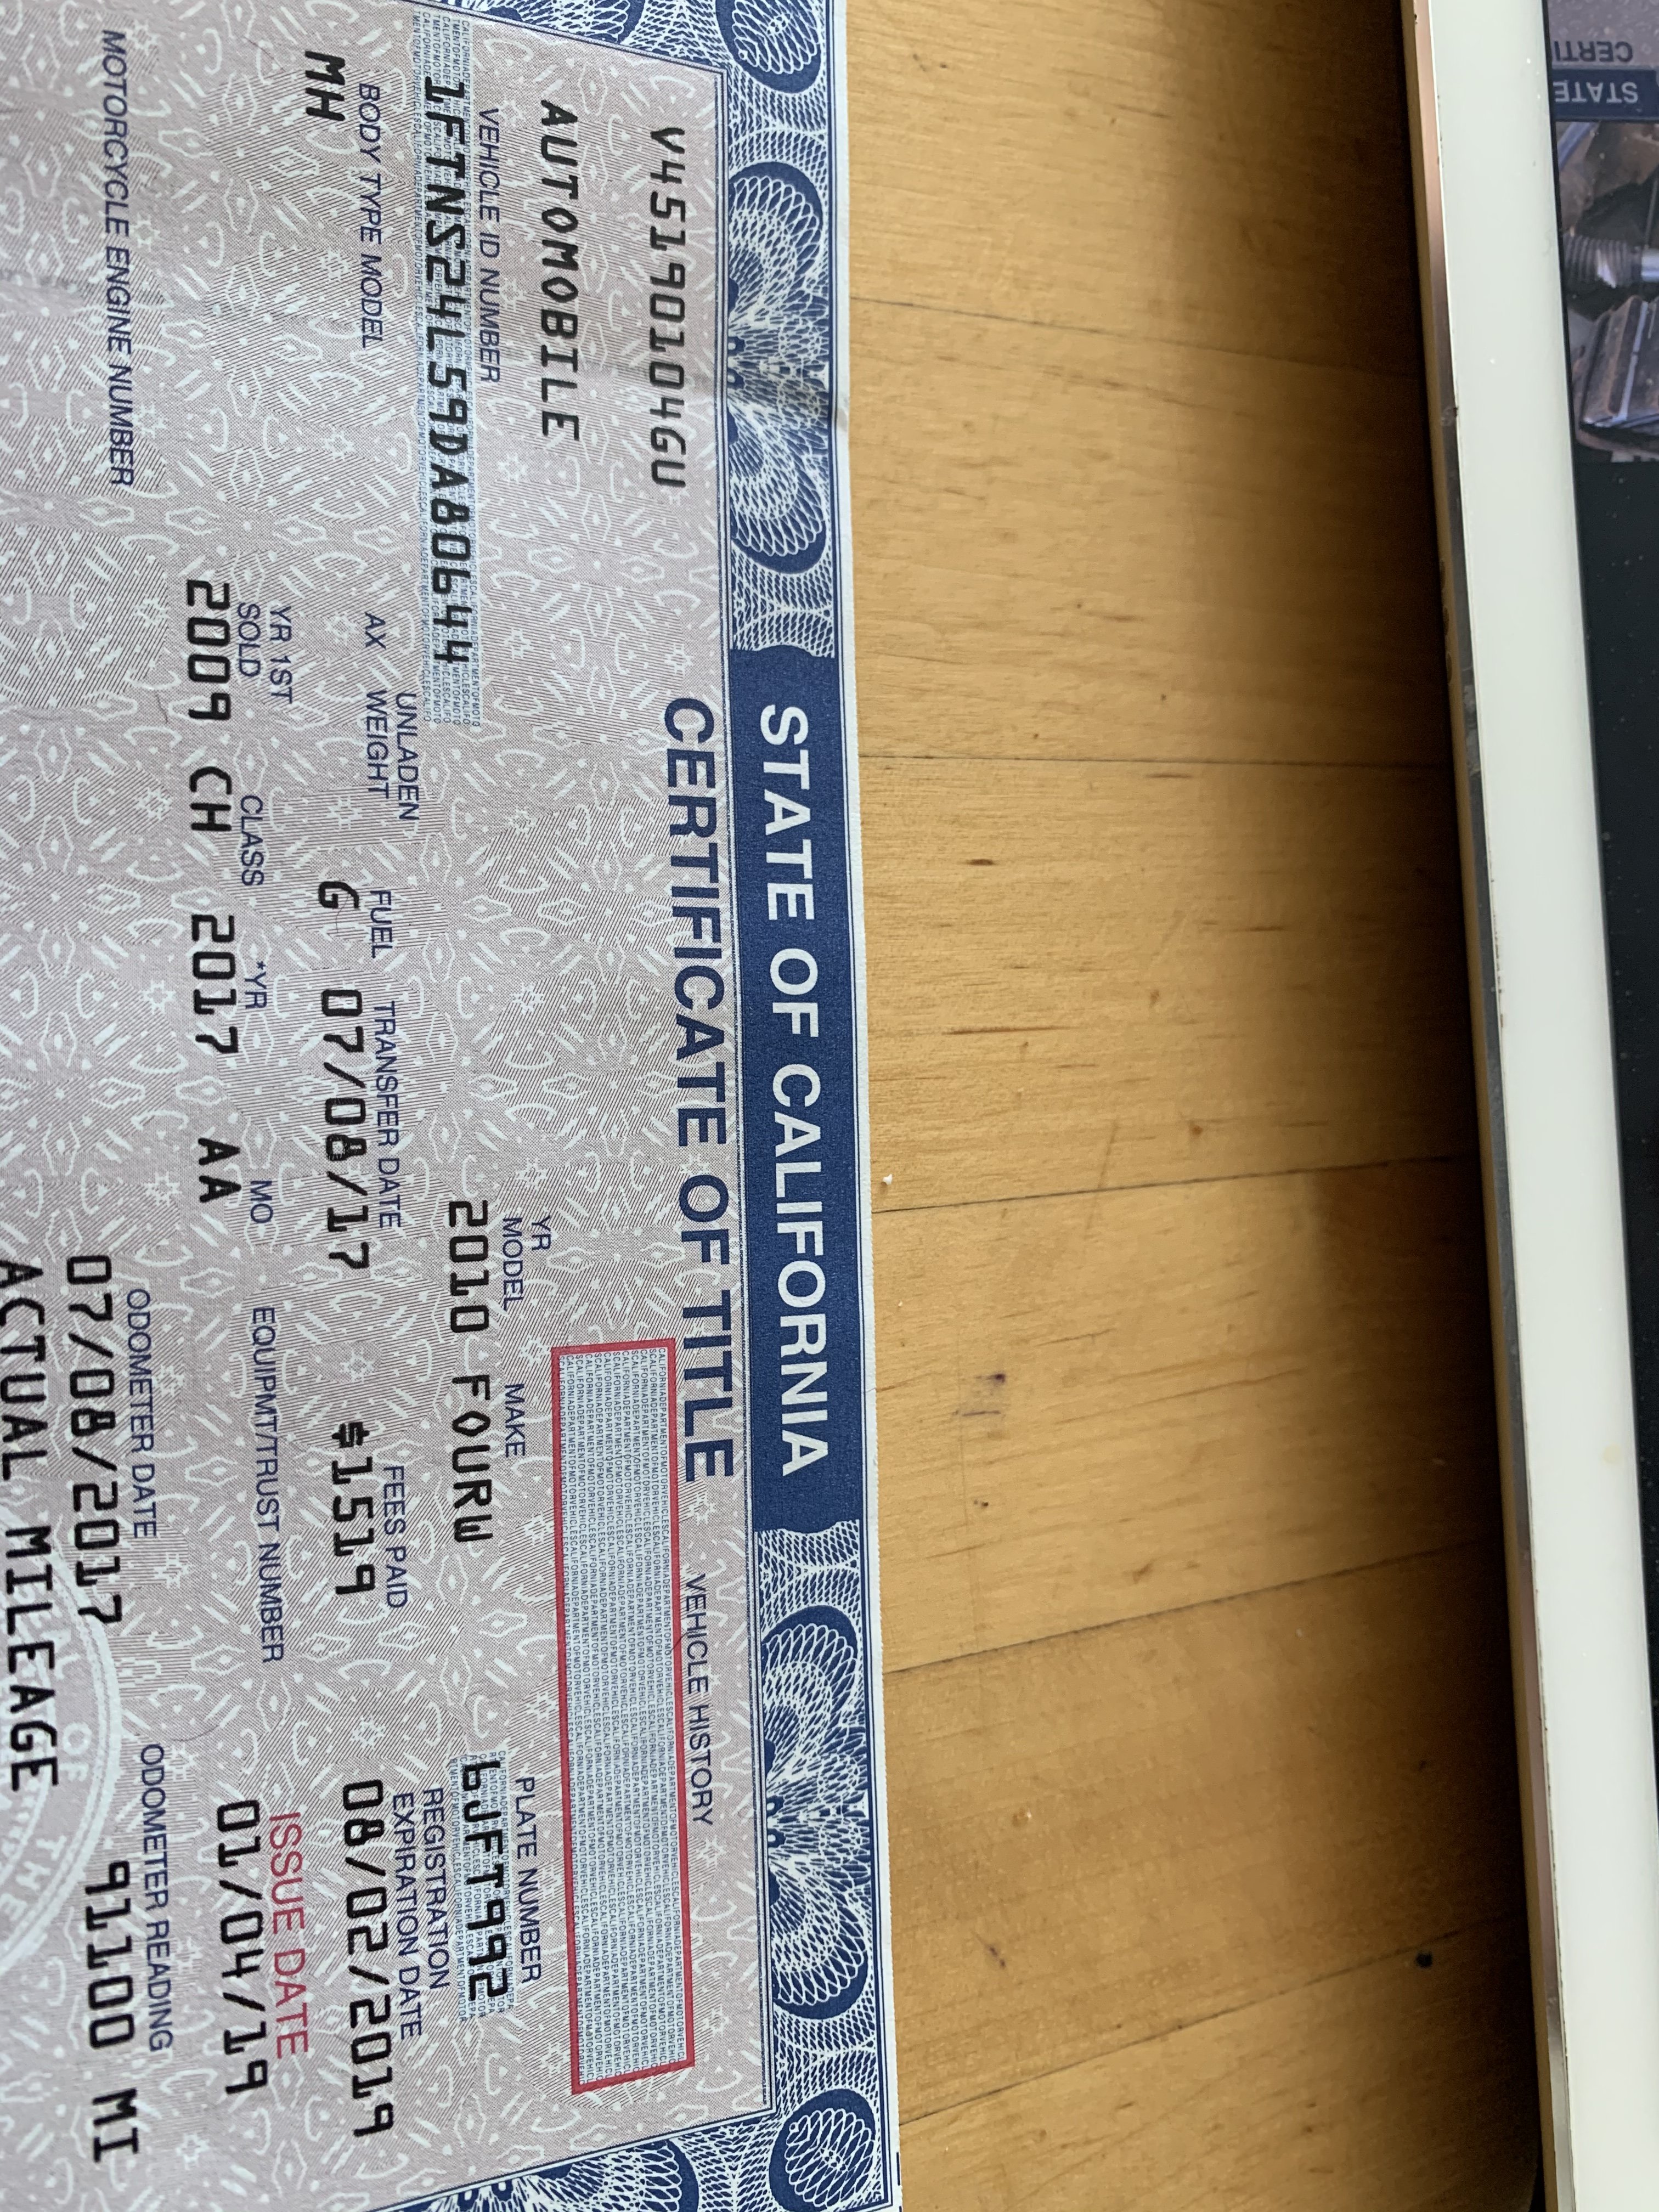 STATE OF CALIFORNIA
CERTIFICATE OF TITLE
VEHICLE HISTORY
V45190104GU
AUTOMOBILE
VEHICLE ID NUMBER
YR
MODEL
MAKE
PLATE NUMBER
1FTNS24L59DA80644
2010 FOURW
6JFT992
BODY TYPE MODEL
AX
UNLADEN
WEIGHT
FUEL
TRANSFER DATE
FEES PAID
REGISTRATION
EXPIRATION DATE
MH
G
07/08/17
$1519
08/02/2019
YR 1ST
SOLD
CLASS
*YR
MO
EQUIPMT/TRUST NUMBER
ISSUE DATE
2009 CH 2017 AA
01/04/19
MOTORCYCLE ENGINE NUMBER
ODOMETER DATE
ODOMETER READING
07/08/2017
91100 MI
ACTUAL MILEAGE
OF THE
STATE
CERTI